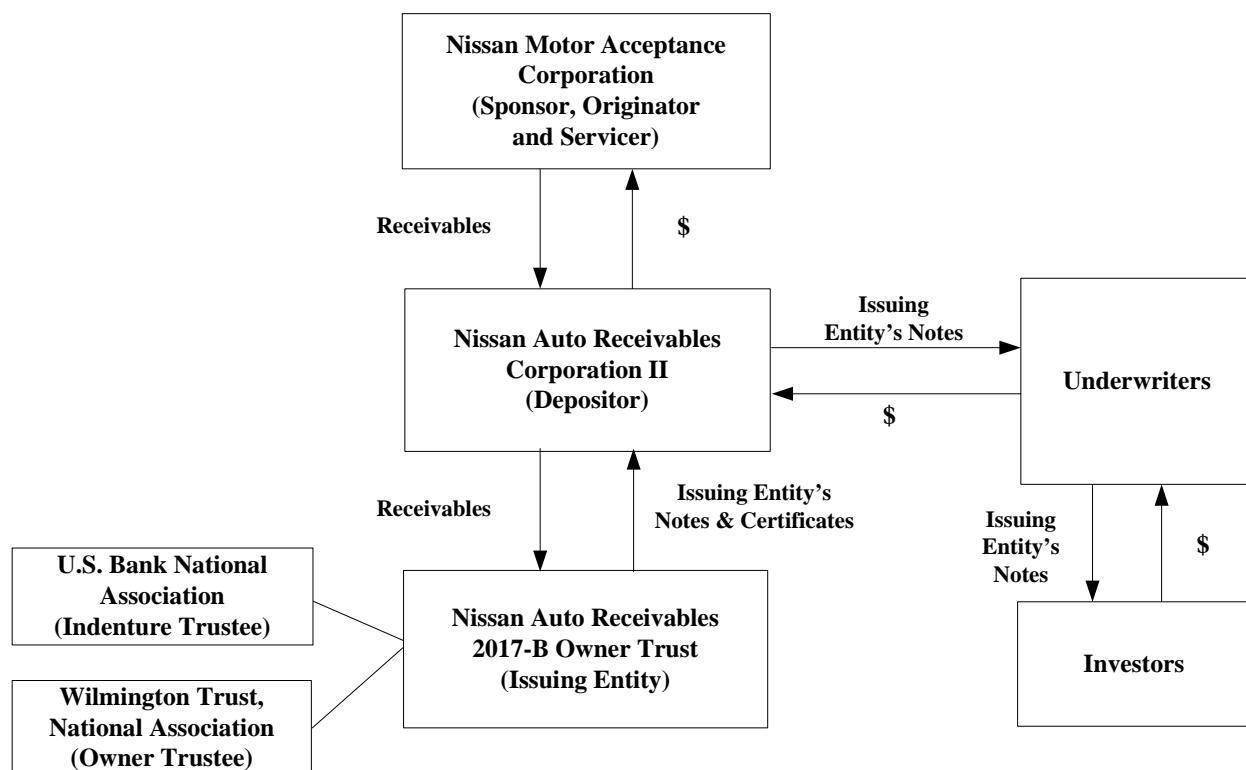 Nissan Motor Acceptance
Corporation
(Sponsor, Originator
and Servicer)
Receivables
$
Nissan Auto Receivables
Corporation II
(Depositor)
Issuing
Entity’s Notes
$
Underwriters
Receivables
Issuing Entity’s
Notes & Certificates
Issuing
Entity’s
Notes
$
U.S. Bank National
Association
(Indenture Trustee)
Nissan Auto Receivables
2017-B Owner Trust
(Issuing Entity)
Investors
Wilmington Trust,
National Association
(Owner Trustee)